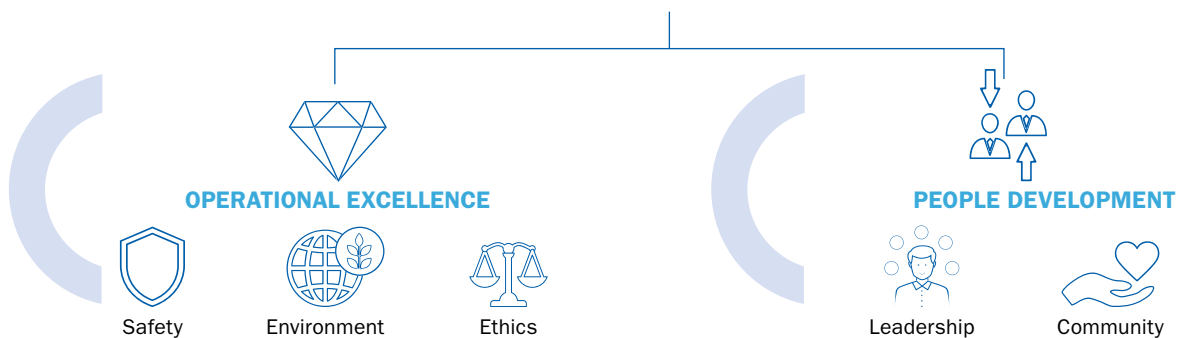 OPERATIONAL EXCELLENCE
PEOPLE DEVELOPMENT
Safety
Environment
Ethics
Leadership
Community